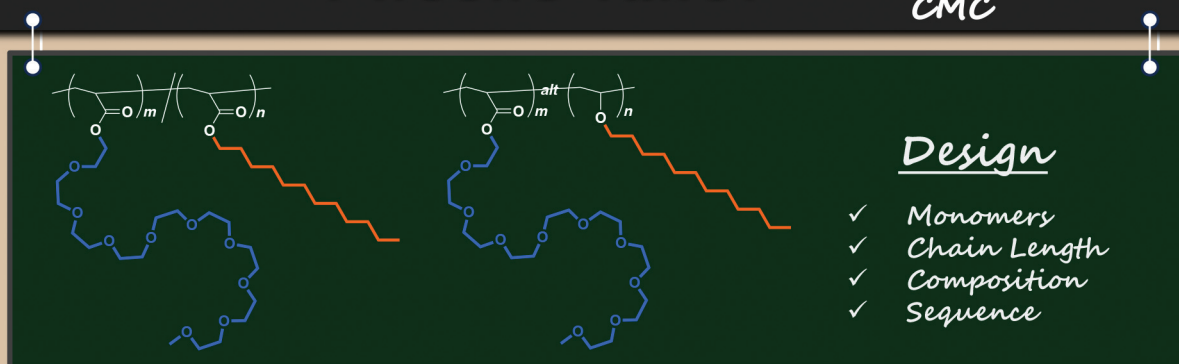 CMC
alt
O m O n O m n
O O O O
Design
✓ Monomers
✓ Chain Length
✓ Composition
✓ Sequence
O O
O O
O O O O O O O O
O O
O O
O O
O O